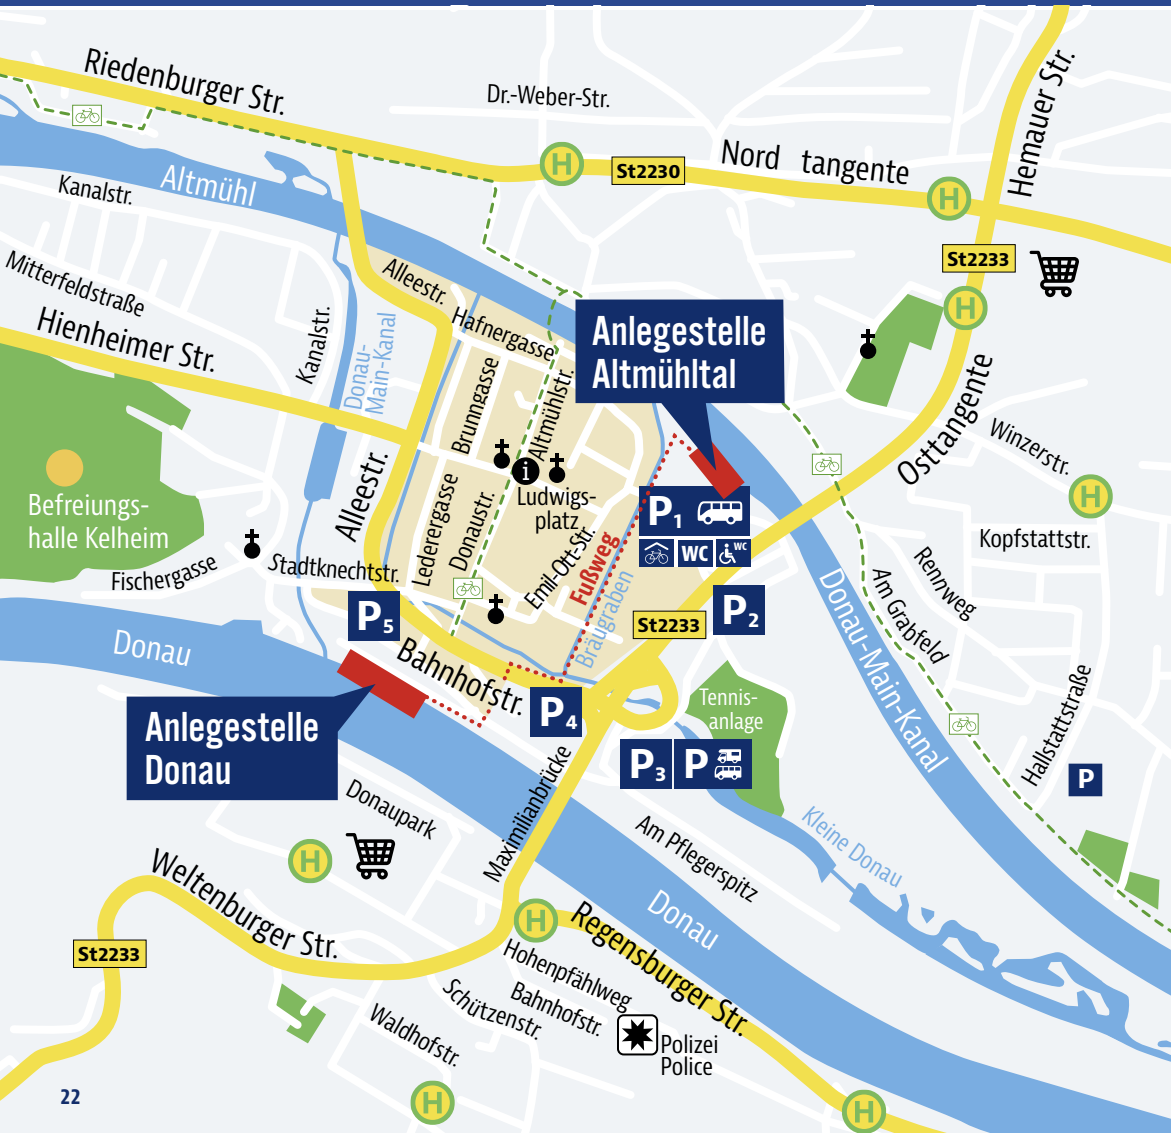 Riedenburger Str.
Dr.-Weber-Str.
Hemauer Str.
H
St2230
Nord tangente
H
Altmühl
Kanalstr.
St2233
Mitterfeldstraße
Alleestr.
H
Hienheimer Str.
Kanalstr.
Donau-
Main-Kanal
Hafnergasse
Anlegestelle
Altmühltal
Brunngasse
Altmühlstr.
Osttangente
Winzerstr.
H
Befreiungs-
halle Kelheim
Alleestr.
i
Ludwigs-
platz
Lederergasse
Donaustr.
Emil-Ott-Str.
Fußweg
Bräugraben
P1
WC
WC
Kopfstattstr.
Rennweg
Am Grabfeld
Fischergasse
Stadtknechtstr.
P5
St2233
P2
Donau-Main-Kanal
Donau
Bahnhofstr.
P4
Tennis-
anlage
Hallstattstraße
Anlegestelle
Donau
P3
P
P
Maximilianbrücke
Donaupark
Kleine Donau
Am Pflegerspitz
H
Weltenburger Str.
Donau
H
Regensburger Str.
St2233
Hohenpfählweg
Schützenstr.
Bahnhofstr.
Waldhofstr.
Polizei
Police
22
H
H